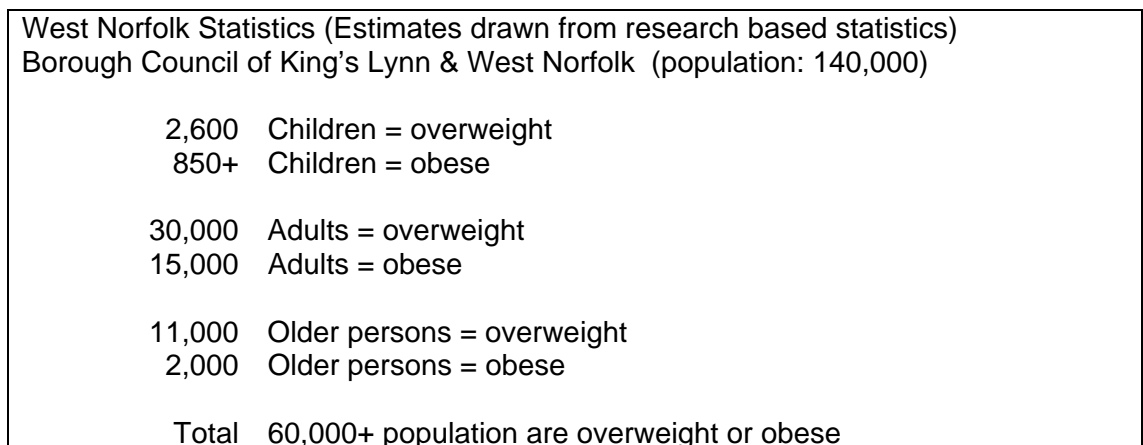 West Norfolk Statistics (Estimates drawn from research based statistics)
Borough Council of King's Lynn & West Norfolk (population: 140,000)
2,600 Children = overweight
850+ Children = obese
30,000 Adults = overweight
15,000 Adults = obese
11,000 Older persons = overweight
2,000 Older persons = obese
Total 60,000+ population are overweight or obese